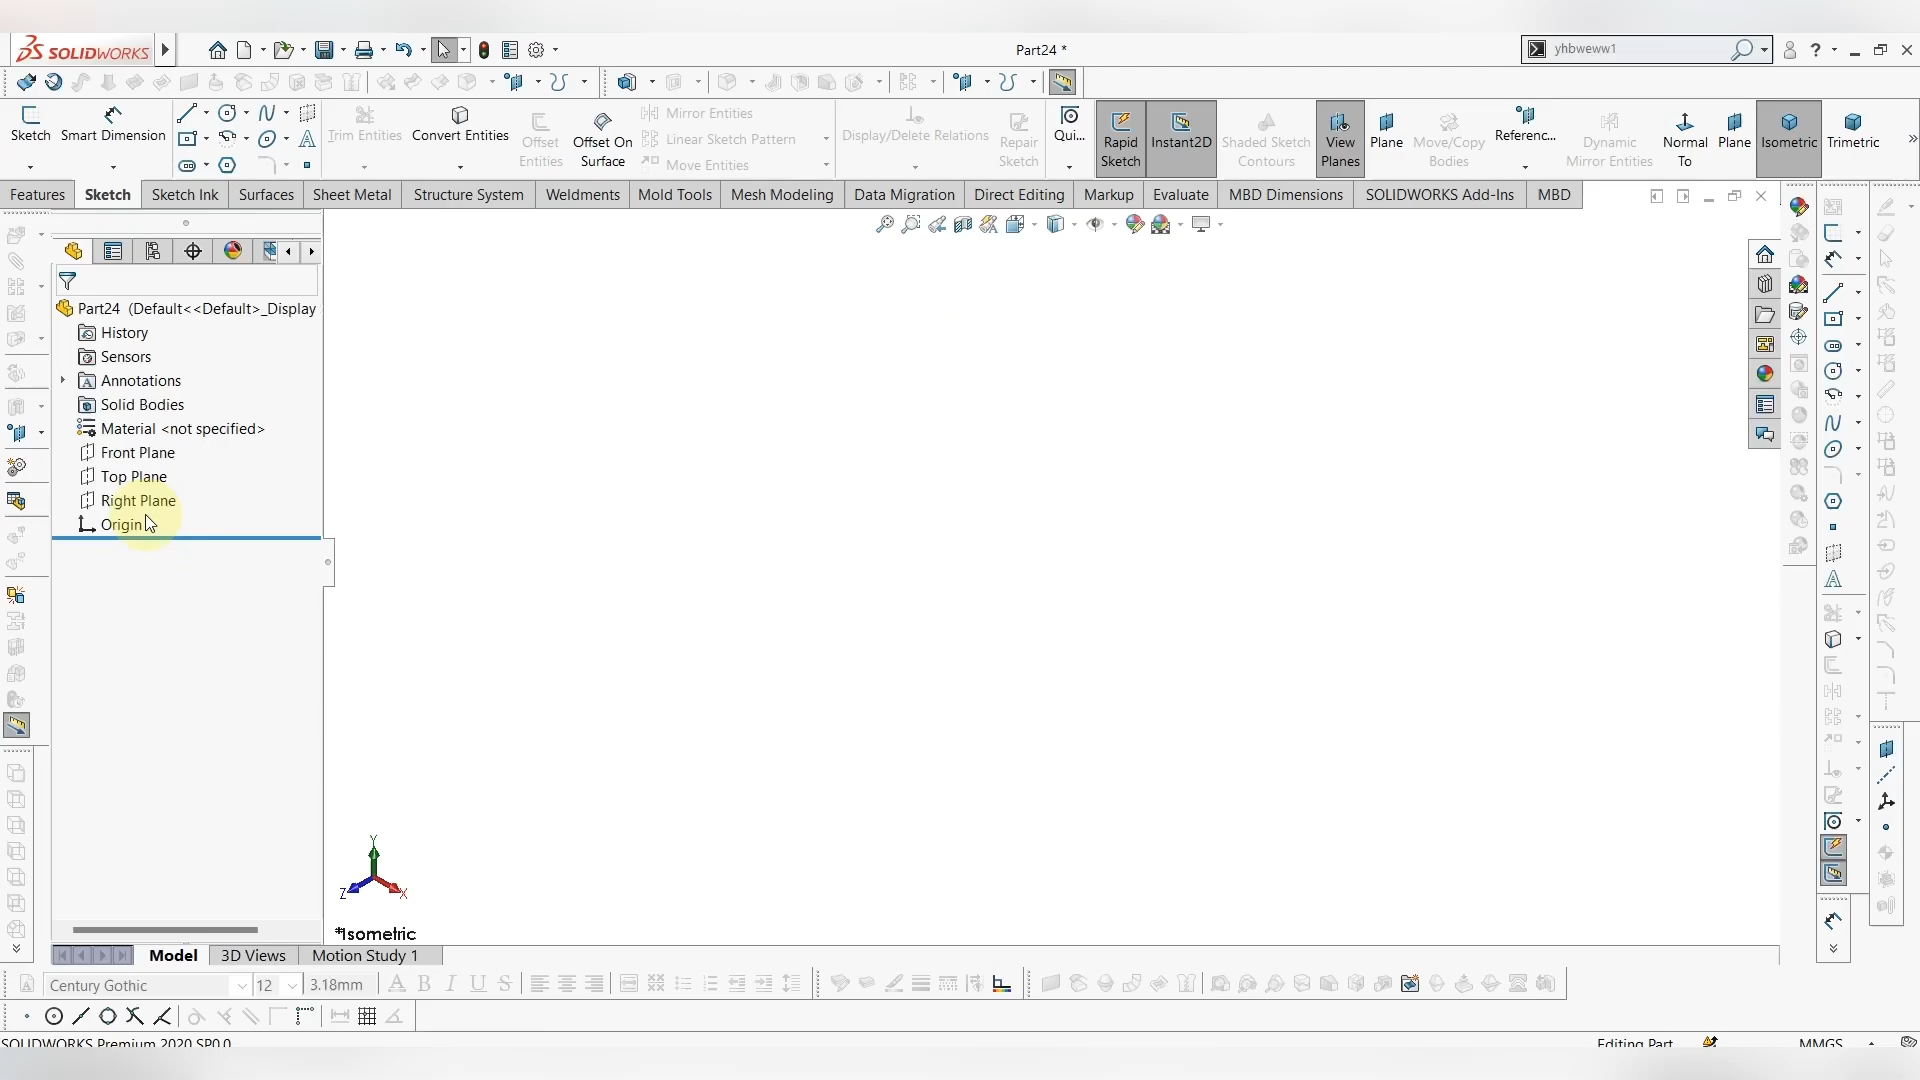 SOLIDWORKS
Part24 *
yhbweww1
Sketch
Smart Dimension
Trim Entities
Convert Entities
Offset
Entities
Offset On
Surface
Mirror Entities
Linear Sketch Pattern
Move Entities
Display/Delete Relations
Repair
Sketch
Qui...
Rapid
Sketch
Instant2D
Shaded Sketch
Contours
View
Planes
Plane
Move/Copy
Bodies
Referenc...
Dynamic
Mirror Entities
Normal
To
Plane
Isometric
Trimetric
Features
Sketch
Sketch Ink
Surfaces
Sheet Metal
Structure System
Weldments
Mold Tools
Mesh Modeling
Data Migration
Direct Editing
Markup
Evaluate
MBD Dimensions
SOLIDWORKS Add-Ins
MBD
Part24 (Default<<Default>_Display
History
Sensors
Annotations
Solid Bodies
Material <not specified>
Front Plane
Top Plane
Right Plane
Origin
Y
Z
X
*Isometric
Model
3D Views
Motion Study 1
Century Gothic
12
3.18mm
A B I U S
SOLIDWORKS Premium 2020 SP0.0
Editing Part
MMGS